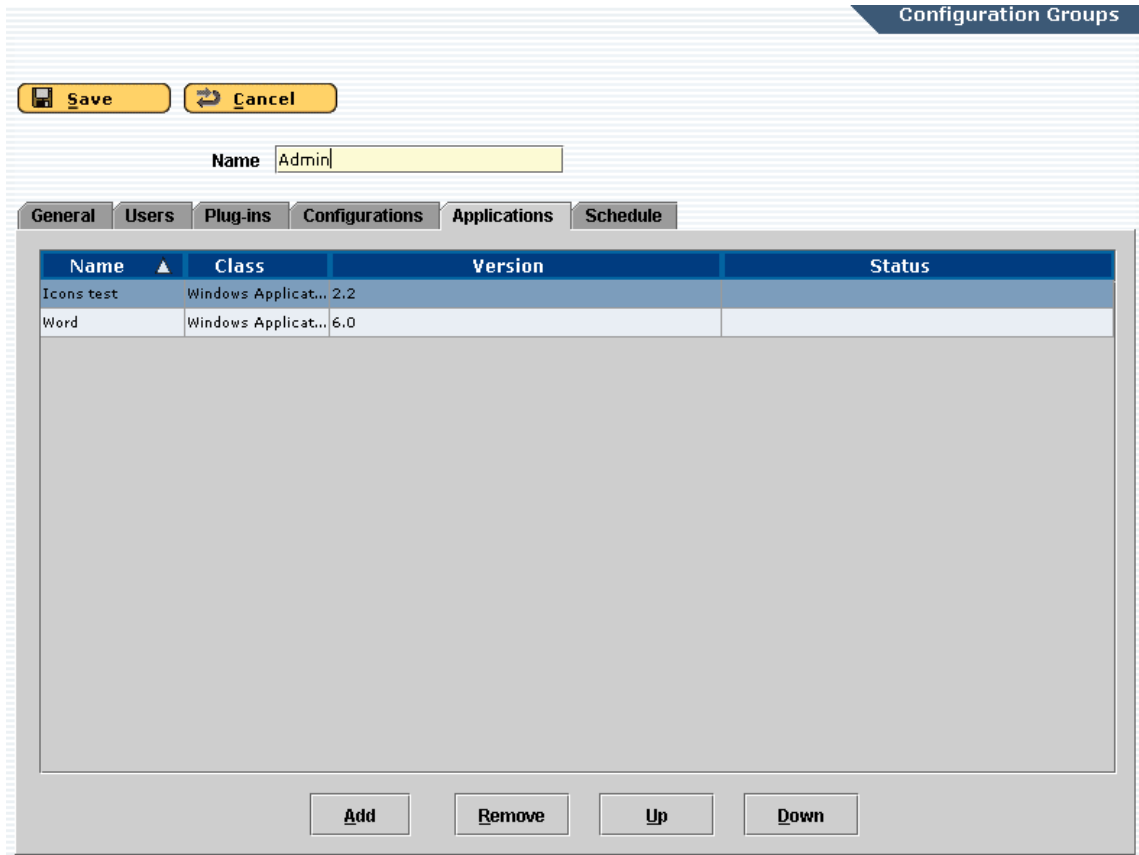 Configuration Groups
Save Cancel
Name Admin
General Users Plug-ins Configurations Applications Schedule
Name Class Version Status
Icons test Windows Applicat... 2.2
Word Windows Applicat... 6.0
Add Remove Up Down